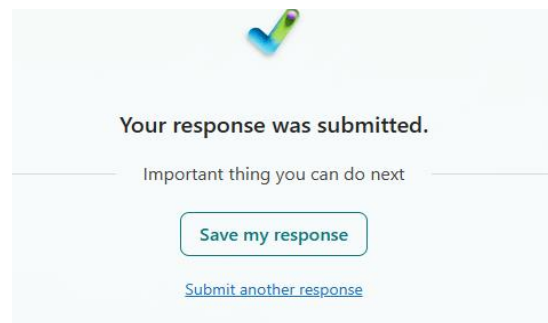 Your response was submitted.
Important thing you can do next
Save my response
Submit another response